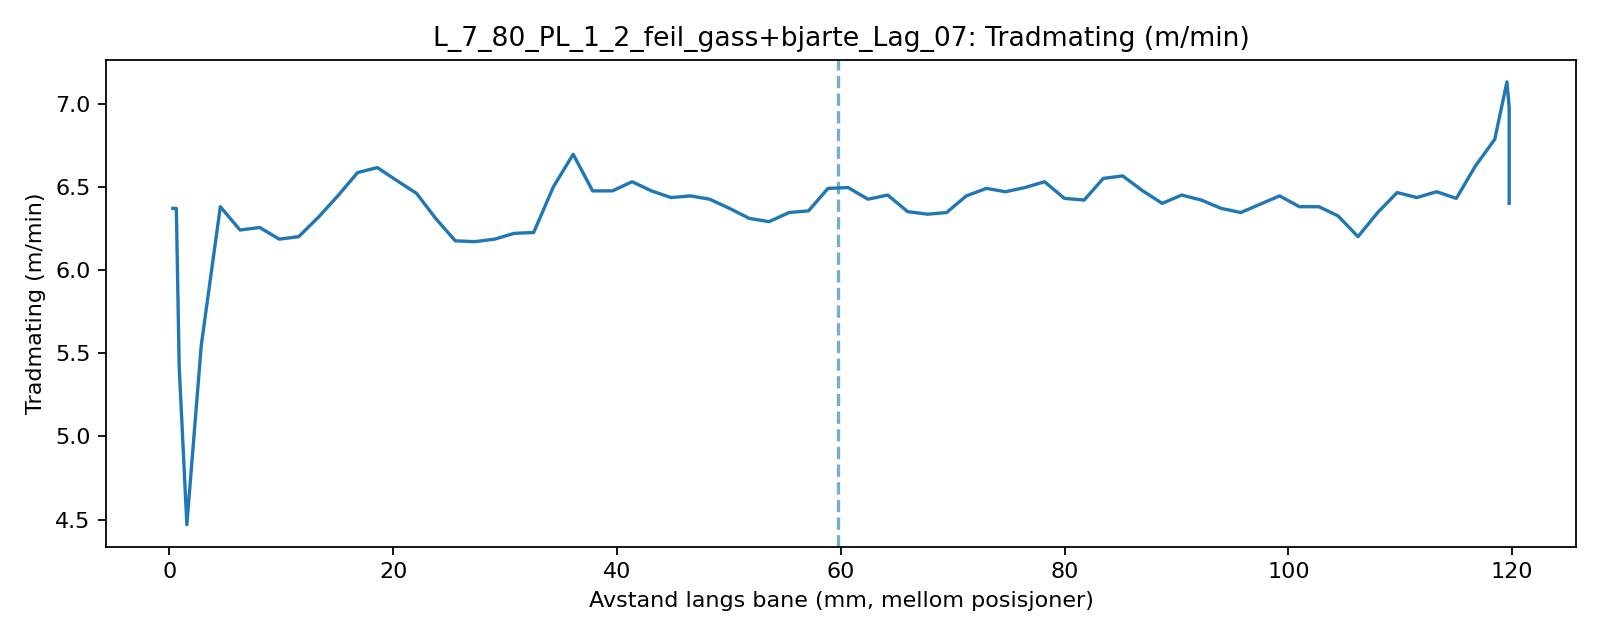 L_7_80_PL_1_2_feil_gass+bjarte_Lag_07: Tradmating (m/min)
Tradmating (m/min)
7.0
6.5
6.0
5.5
5.0
4.5
0 20 40 60 80 100 120
Avstand langs bane (mm, mellom posisjoner)